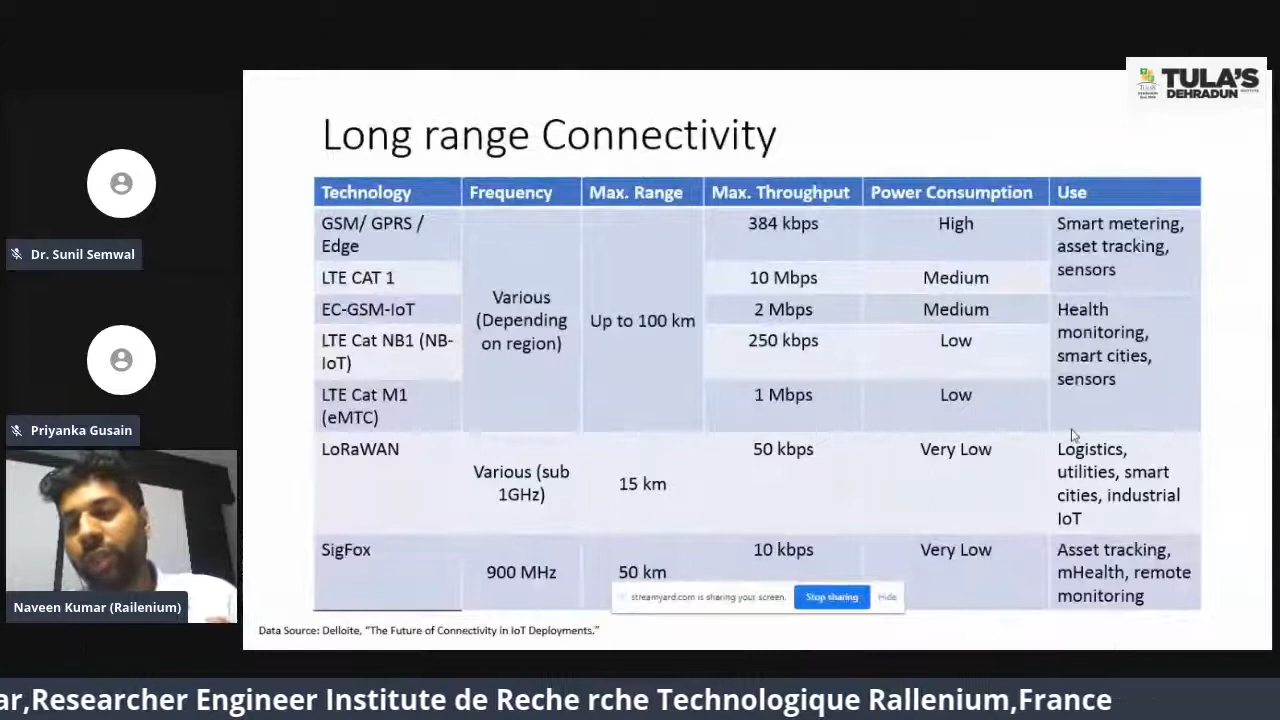 TULA'S
DEHRADUN
Long range Connectivity
Technology Frequency Max. Range Max. Throughput Power Consumption Use
GSM/ GPRS /
Edge
384 kbps
High
Smart metering,
asset tracking,
sensors
LTE CAT 1
10 Mbps
Medium
Various
(Depending
on region)
Up to 100 km
EC-GSM-IoT
2 Mbps
Medium
Health
monitoring,
smart cities,
sensors
LTE Cat NB1 (NB-
IoT)
250 kbps
Low
LTE Cat M1
(eMTC)
1 Mbps
Low
LoRaWAN
Various (sub
1GHz)
15 km
50 kbps
Very Low
Logistics,
utilities, smart
cities, industrial
IoT
SigFox
900 MHz
50 km
10 kbps
Very Low
Asset tracking,
mHealth, remote
monitoring
streamyard.com is sharing your screen.
Stop sharing
Hide
Data Source: Delloite, “The Future of Connectivity in IoT Deployments.”
Dr. Sunil Semwal
Priyanka Gusain
Naveen Kumar (Railenium)
ar,Researcher Engineer Institute de Reche rche Technologique Rallenium,France